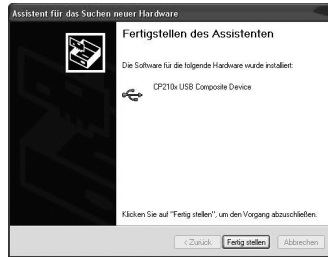 Assistent für das Suchen neuer Hardware
Fertigstellen des Assistenten
Die Software für die folgende Hardware wurde installiert:
CP210x USB Composite Device
Klicken Sie auf "Fertig stellen", um den Vorgang abzuschließen.
< Zurück
Fertig stellen
Abbrechen